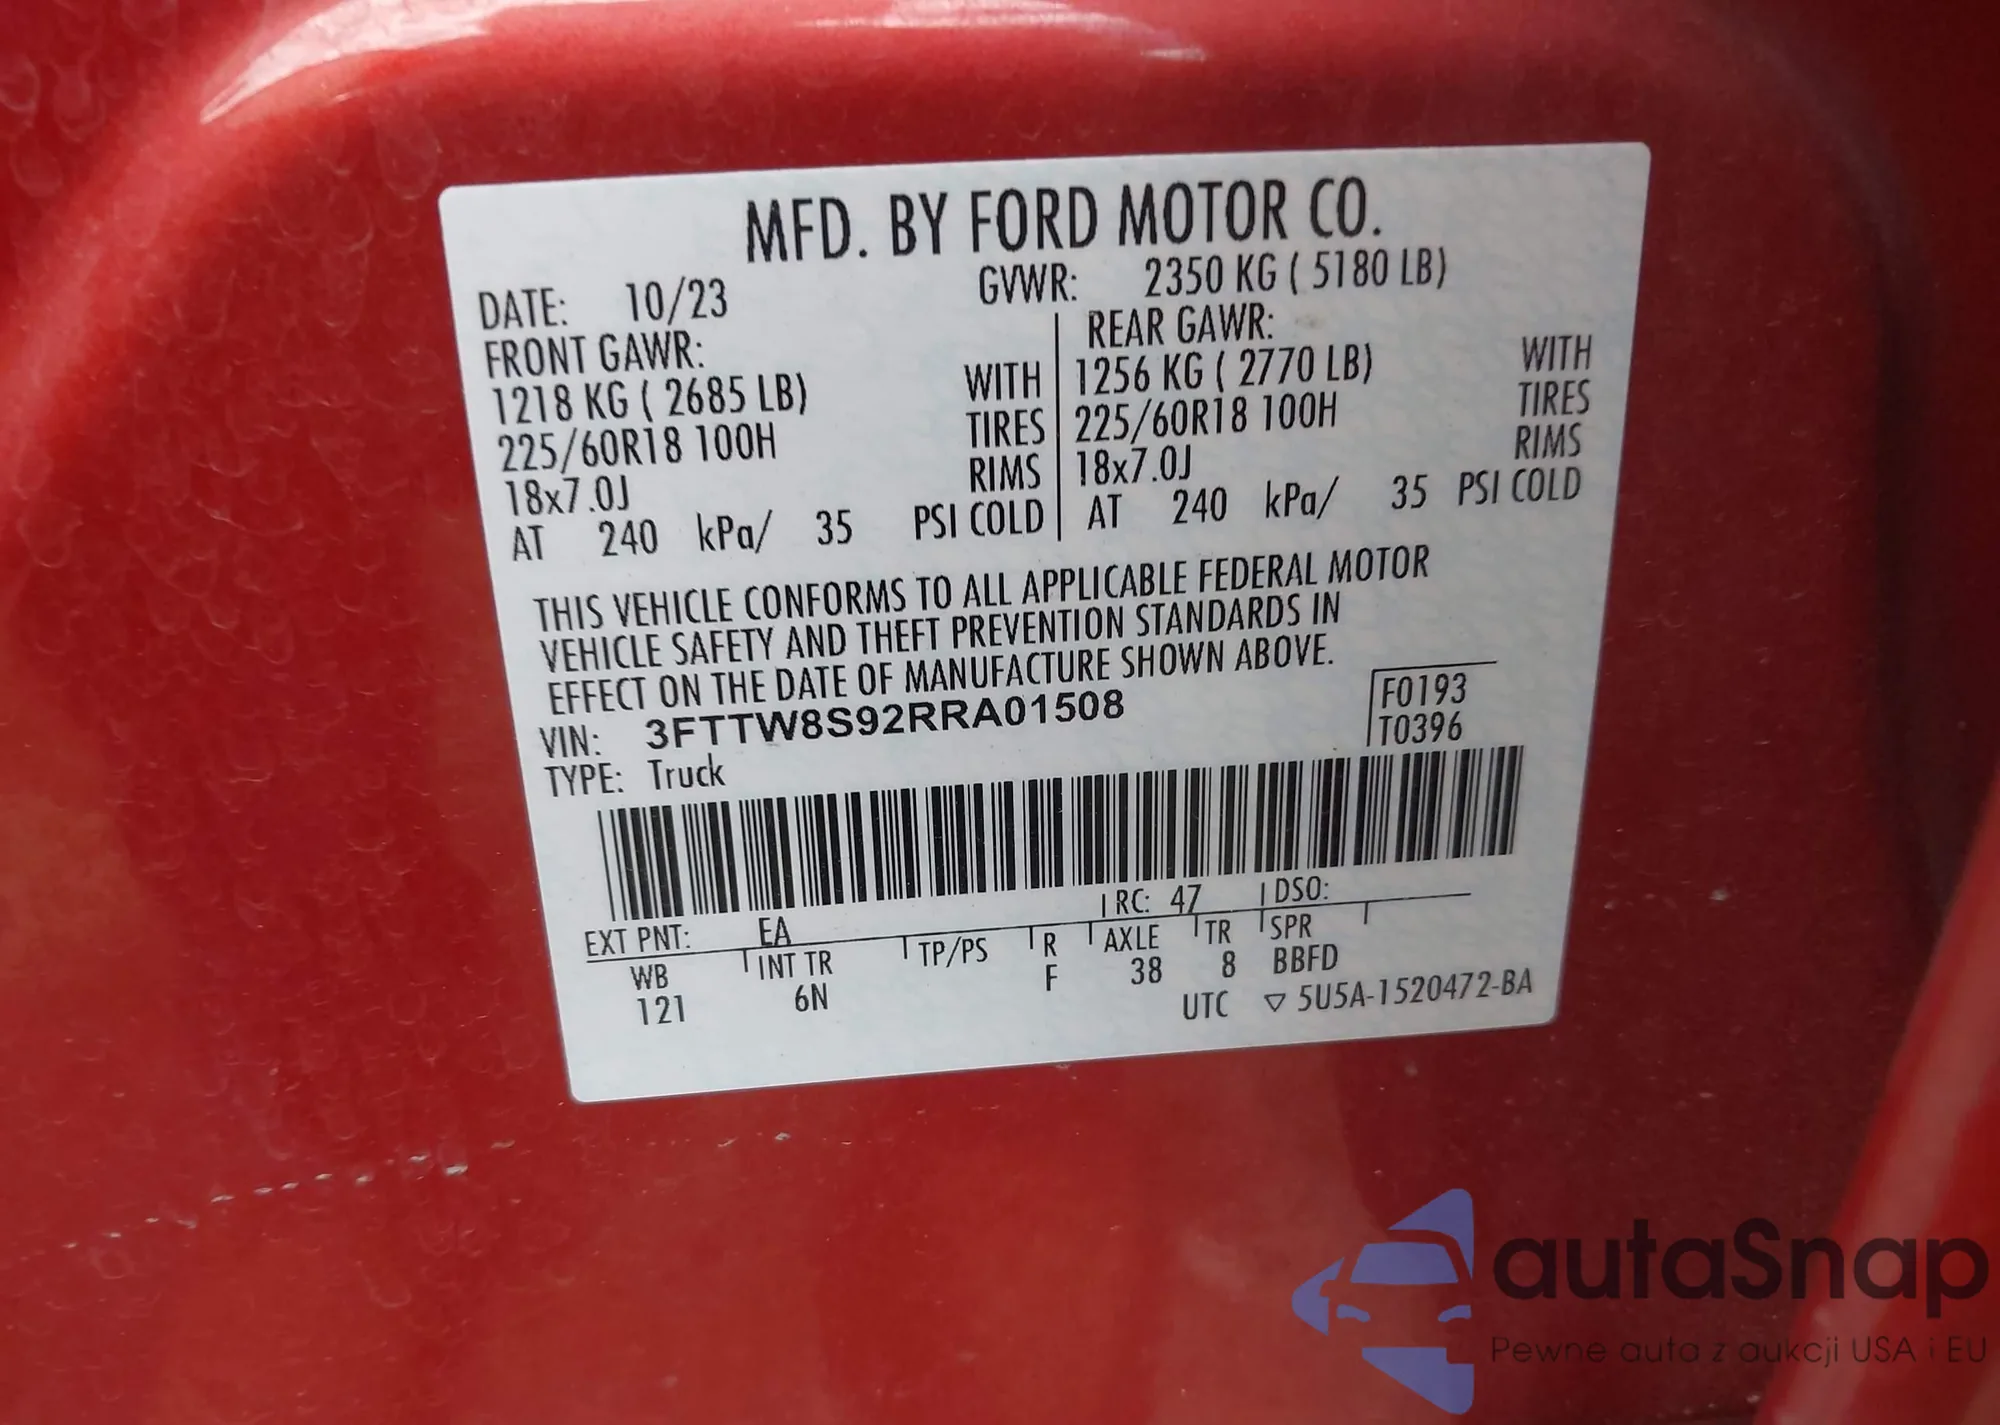 MFD. BY FORD MOTOR CO.
DATE: 10/23 GVWR: 2350 KG ( 5180 LB)
FRONT GAWR: REAR GAWR:
1218 KG ( 2685 LB) WITH 1256 KG ( 2770 LB) WITH
225/60R18 100H TIRES 225/60R18 100H TIRES
18x7.0J RIMS 18x7.0J RIMS
AT 240 kPa/ 35 PSI COLD AT 240 kPa/ 35 PSI COLD
THIS VEHICLE CONFORMS TO ALL APPLICABLE FEDERAL MOTOR
VEHICLE SAFETY AND THEFT PREVENTION STANDARDS IN
EFFECT ON THE DATE OF MANUFACTURE SHOWN ABOVE.
VIN: 3FTTW8S92RRA01508 F0193
TYPE: Truck T0396
EXT PNT: EA RC: 47 DSO:
WB INT TR TP/PS R AXLE TR SPR
121 6N F 38 8 BBFD
UTC ▽ 5U5A-1520472-BA
autaSnap
Pewne auta z aukcji USA i EU